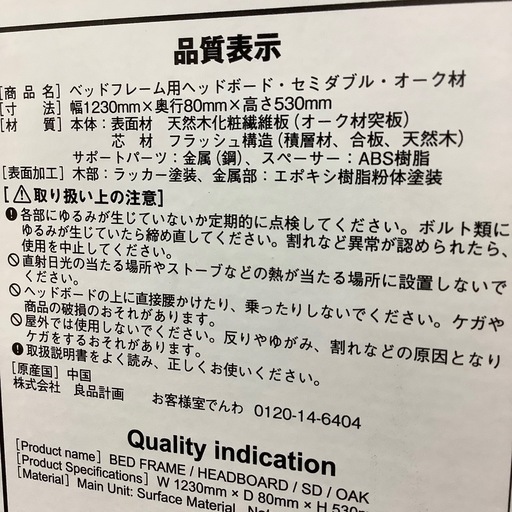 品質表示
[商 品 名] ベッドフレーム用ヘッドボード・セミダブル・オーク材
[寸　　法] 幅1230mm×奥行80mm×高さ530mm
[材　　質] 本体：表面材　天然木化粧繊維板（オーク材突板）
芯　材　フラッシュ構造（積層材、合板、天然木）
サポートパーツ：金属（鋼）、スペーサー：ABS樹脂
[表面加工] 木部：ラッカー塗装、金属部：エポキシ樹脂粉体塗装
[⚠取り扱い上の注意]
各部にゆるみが生じていないか定期的に点検してください。ボルト類に
ゆるみが生じていたら締め直してください。割れなど異常が認められたら、
使用を中止してください。
直射日光の当たる場所やストーブなどの熱が当たる場所に設置しないで
ください。
ヘッドボードの上に直接腰かけたり、乗ったりしないでください。ケガや
商品の破損のおそれがあります。
屋外では使用しないでください。反りやゆがみ、割れなどの原因となり
ケガをするおそれがあります。
取扱説明書をよく読み、正しくお使いください。
[原産国] 中国
株式会社　良品計画　　お客様室でんわ　0120-14-6404
Quality indication
[Product name] BED FRAME / HEADBOARD / SD / OAK
[Product Specifications] W 1230mm × D 80mm × H 530m
[Material] Main Unit: Surface Material